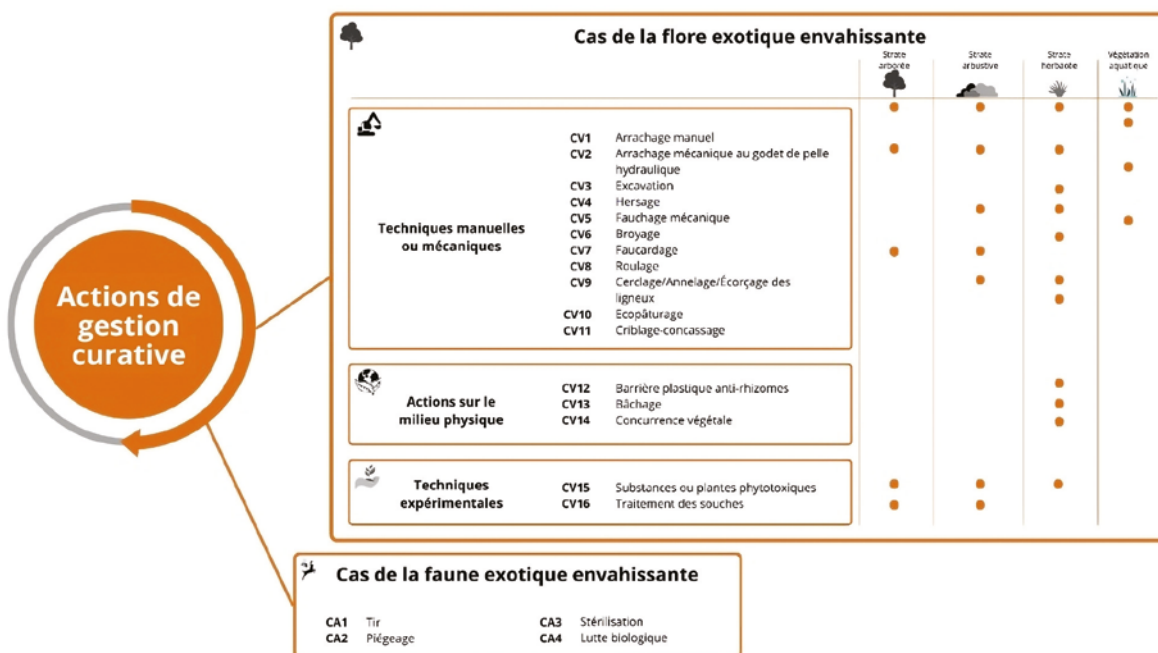 Cas de la flore exotique envahissante
Strate
arborée
Strate
arbustive
Strate
herbacée
Végétation
aquatique
Techniques manuelles
ou mécaniques
CV1 Arrachage manuel
CV2 Arrachage mécanique au godet de pelle
hydraulique
CV3 Excavation
CV4 Hersage
CV5 Fauchage mécanique
CV6 Broyage
CV7 Faucardage
CV8 Roulage
CV9 Cerclage/Annelage/Écorçage des
ligneux
CV10 Ecopâturage
CV11 Criblage-concassage
Actions de
gestion
curative
Actions sur le
milieu physique
CV12 Barrière plastique anti-rhizomes
CV13 Bâchage
CV14 Concurrence végétale
Techniques
expérimentales
CV15 Substances ou plantes phytotoxiques
CV16 Traitement des souches
Cas de la faune exotique envahissante
CA1 Tir
CA2 Piégeage
CA3 Stérilisation
CA4 Lutte biologique